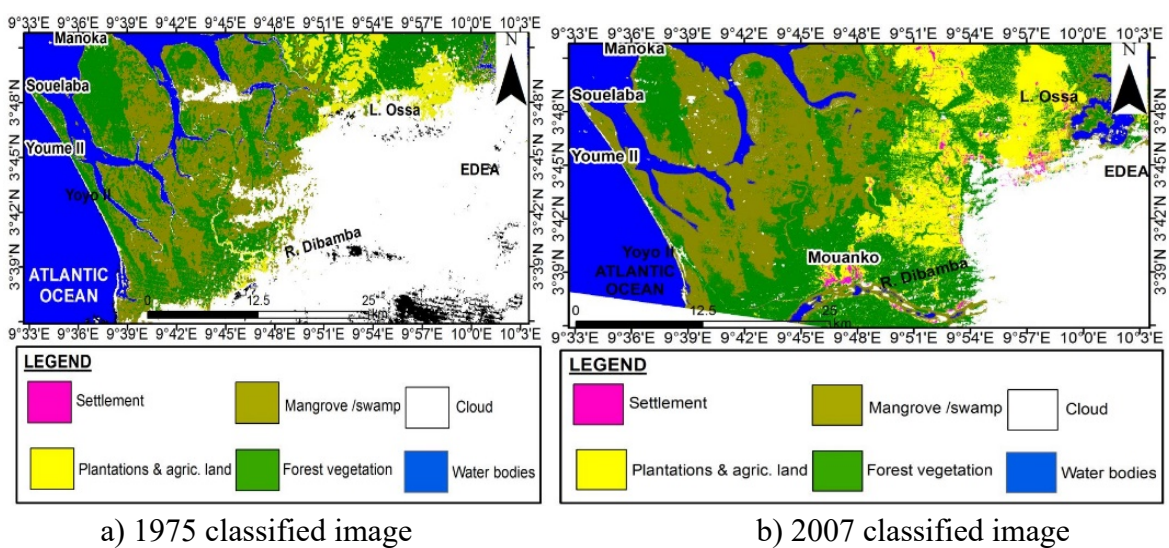 9°33'E 9°36'E 9°39'E 9°42'E 9°45'E 9°48'E 9°51'E 9°54'E 9°57'E 10°0'E 10°3'E
Manoka
N
Souelaba
L. Ossa
Youme II
EDEA
Yoyo II
R. Dibamba
ATLANTIC
OCEAN
0 12.5 25
km
3°48'N 3°45'N 3°42'N 3°39'N
3°48'N 3°45'N 3°42'N 3°39'N
9°33'E 9°36'E 9°39'E 9°42'E 9°45'E 9°48'E 9°51'E 9°54'E 9°57'E 10°0'E 10°3'E
LEGEND
Settlement
Mangrove /swamp
Cloud
Plantations & agric. land
Forest vegetation
Water bodies
a) 1975 classified image
9°33'E 9°36'E 9°39'E 9°42'E 9°45'E 9°48'E 9°51'E 9°54'E 9°57'E 10°0'E 10°3'E
Manoka
N
Souelaba
L. Ossa
Youme II
EDEA
Yoyo II
Mouanko
R. Dibamba
ATLANTIC
OCEAN
0 12.5 25
km
3°48'N 3°45'N 3°42'N 3°39'N
3°48'N 3°45'N 3°42'N 3°39'N
9°33'E 9°36'E 9°39'E 9°42'E 9°45'E 9°48'E 9°51'E 9°54'E 9°57'E 10°0'E 10°3'E
LEGEND
Settlement
Mangrove /swamp
Cloud
Plantations & agric. land
Forest vegetation
Water bodies
b) 2007 classified image